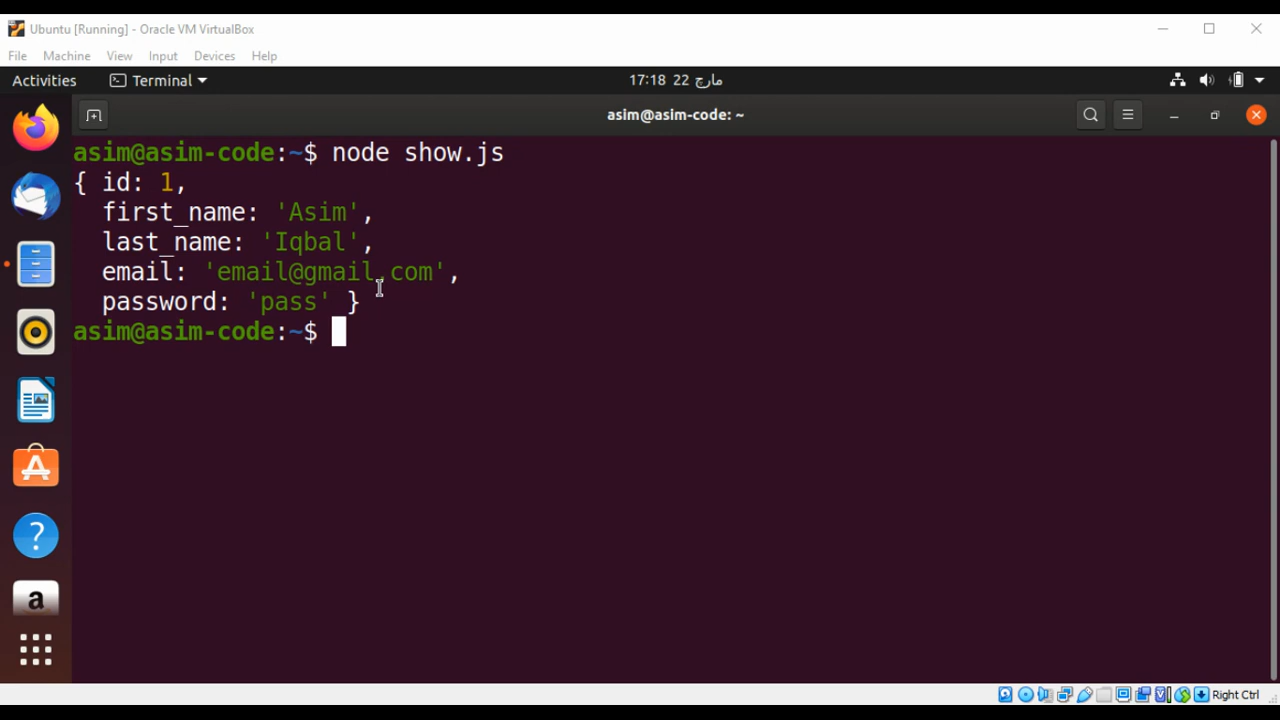 Ubuntu [Running] - Oracle VM VirtualBox
File Machine View Input Devices Help
Activities Terminal 17:18 22 مارچ
asim@asim-code: ~
asim@asim-code:~$ node show.js
{ id: 1,
first_name: 'Asim',
last_name: 'Iqbal',
email: 'email@gmail.com',
password: 'pass' }
asim@asim-code:~$
?
a
Right Ctrl